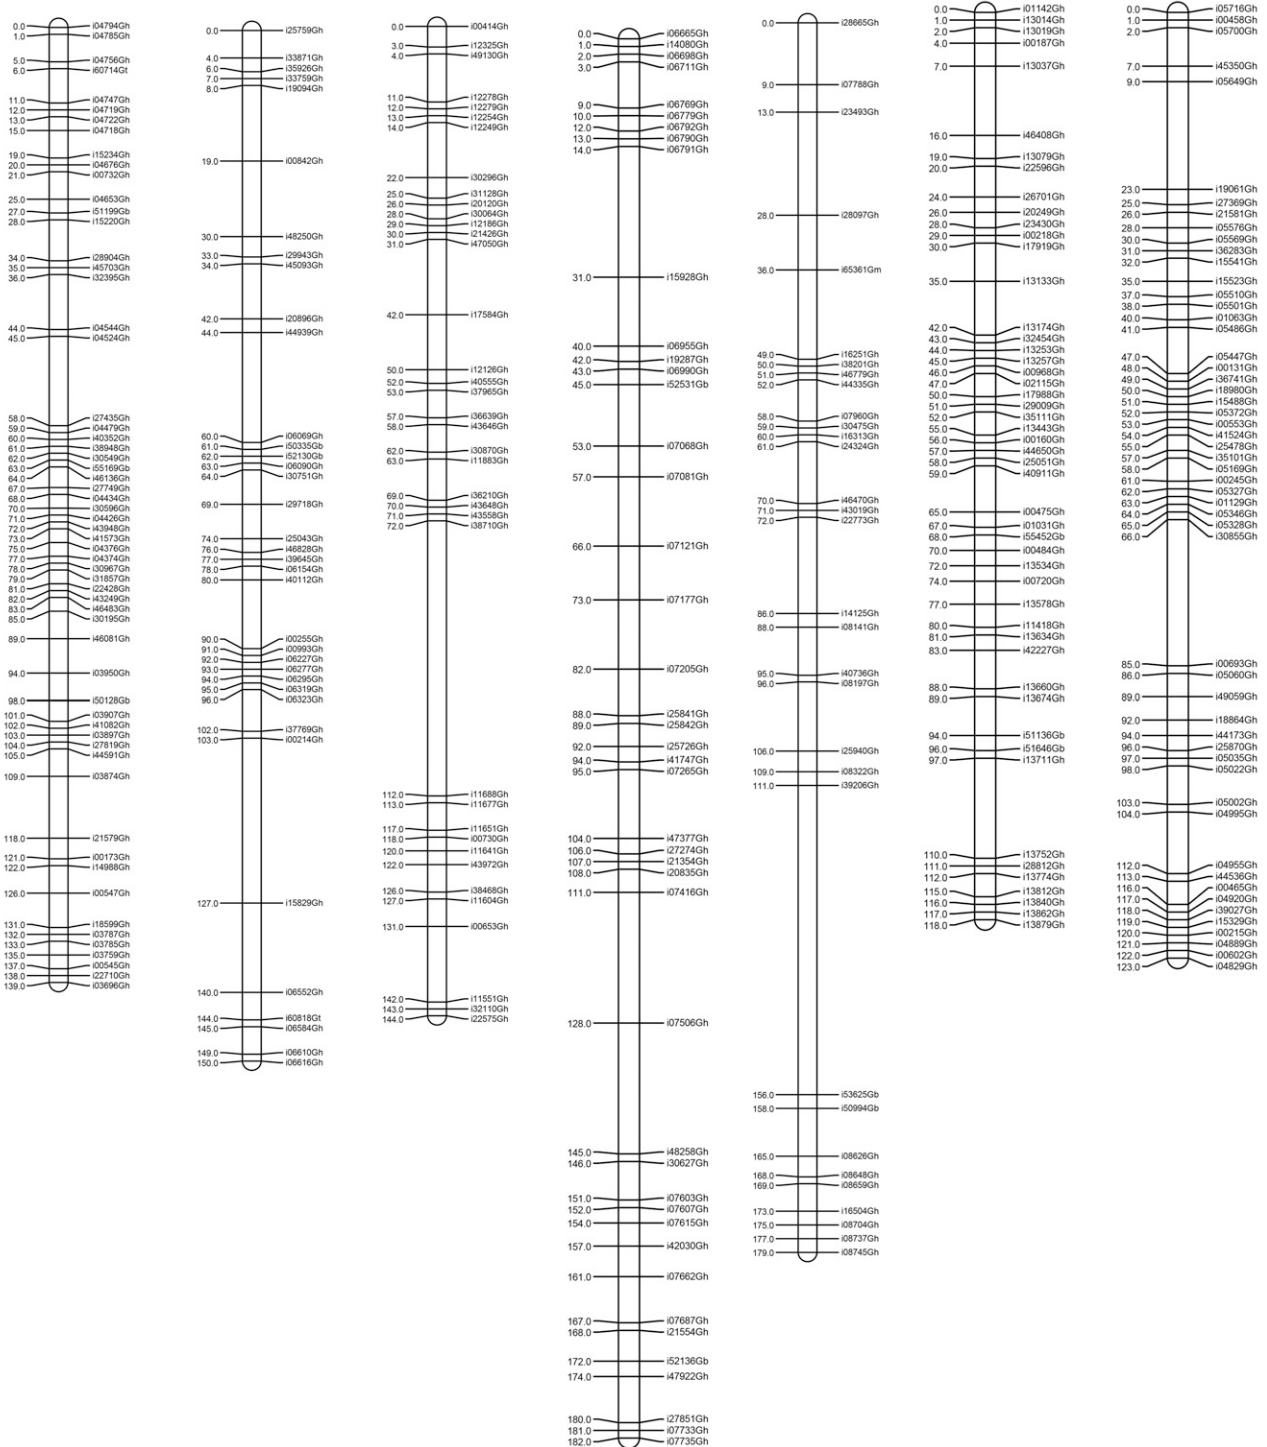 0.0 i04794Gh
1.0 i04785Gh
5.0 i04756Gh
6.0 i60714Gt
11.0 i04747Gh
12.0 i04719Gh
13.0 i04722Gh
15.0 i04718Gh
19.0 i15234Gh
20.0 i04676Gh
21.0 i00732Gh
25.0 i04653Gh
27.0 i51199Gb
28.0 i15220Gh
34.0 i28904Gh
35.0 i45703Gh
36.0 i32395Gh
44.0 i04544Gh
45.0 i04524Gh
58.0 i27435Gh
59.0 i04479Gh
60.0 i40352Gh
61.0 i38948Gh
62.0 i30549Gh
63.0 i55169Gb
64.0 i46136Gh
67.0 i27749Gh
68.0 i04434Gh
70.0 i30596Gh
71.0 i04426Gh
72.0 i43948Gh
73.0 i41573Gh
75.0 i04376Gh
77.0 i04374Gh
78.0 i30967Gh
79.0 i31857Gh
81.0 i22428Gh
82.0 i43249Gh
83.0 i46483Gh
85.0 i30195Gh
89.0 i46081Gh
94.0 i03950Gh
98.0 i50128Gb
101.0 i03907Gh
102.0 i41082Gh
103.0 i03897Gh
104.0 i27819Gh
105.0 i44591Gh
109.0 i03874Gh
118.0 i21579Gh
121.0 i00173Gh
122.0 i14988Gh
126.0 i00547Gh
131.0 i18599Gh
132.0 i03787Gh
133.0 i03785Gh
135.0 i03759Gh
137.0 i00545Gh
138.0 i22710Gh
139.0 i03696Gh
0.0 i25759Gh
4.0 i33871Gh
6.0 i35926Gh
7.0 i33759Gh
8.0 i19094Gh
19.0 i00842Gh
30.0 i48250Gh
33.0 i29943Gh
34.0 i45093Gh
42.0 i20896Gh
44.0 i44939Gh
60.0 i06069Gh
61.0 i50335Gb
62.0 i52130Gb
63.0 i06090Gh
64.0 i30751Gh
69.0 i29718Gh
74.0 i25043Gh
76.0 i46828Gh
77.0 i39645Gh
78.0 i06154Gh
80.0 i40112Gh
90.0 i00255Gh
91.0 i00993Gh
92.0 i06227Gh
93.0 i06277Gh
94.0 i06295Gh
95.0 i06319Gh
96.0 i06323Gh
102.0 i37769Gh
103.0 i00214Gh
127.0 i15829Gh
140.0 i06552Gh
144.0 i60818Gt
145.0 i06584Gh
149.0 i06610Gh
150.0 i06616Gh
0.0 i00414Gh
3.0 i12325Gh
4.0 i49130Gh
11.0 i12278Gh
12.0 i12279Gh
13.0 i12254Gh
14.0 i12249Gh
22.0 i30296Gh
25.0 i31128Gh
26.0 i20120Gh
28.0 i30064Gh
29.0 i12186Gh
30.0 i21426Gh
31.0 i47050Gh
42.0 i17584Gh
50.0 i12126Gh
52.0 i40555Gh
53.0 i37965Gh
57.0 i36639Gh
58.0 i43646Gh
62.0 i30870Gh
63.0 i11883Gh
69.0 i36210Gh
70.0 i43648Gh
71.0 i43558Gh
72.0 i38710Gh
112.0 i11688Gh
113.0 i11677Gh
117.0 i11651Gh
118.0 i00730Gh
120.0 i11641Gh
122.0 i43972Gh
126.0 i38468Gh
127.0 i11604Gh
131.0 i00653Gh
142.0 i11551Gh
143.0 i32110Gh
144.0 i22575Gh
0.0 i06665Gh
1.0 i14080Gh
2.0 i06698Gh
3.0 i06711Gh
9.0 i06769Gh
10.0 i06779Gh
12.0 i06792Gh
13.0 i06790Gh
14.0 i06791Gh
31.0 i15928Gh
40.0 i06955Gh
42.0 i19287Gh
43.0 i06990Gh
45.0 i52531Gb
53.0 i07068Gh
57.0 i07081Gh
66.0 i07121Gh
73.0 i07177Gh
82.0 i07205Gh
88.0 i25841Gh
89.0 i25842Gh
92.0 i25726Gh
94.0 i41747Gh
95.0 i07265Gh
104.0 i47377Gh
106.0 i27274Gh
107.0 i21354Gh
108.0 i20835Gh
111.0 i07416Gh
128.0 i07506Gh
145.0 i48258Gh
146.0 i30627Gh
151.0 i07603Gh
152.0 i07607Gh
154.0 i07615Gh
157.0 i42030Gh
161.0 i07662Gh
167.0 i07687Gh
168.0 i21554Gh
172.0 i52136Gb
174.0 i47922Gh
180.0 i27851Gh
181.0 i07733Gh
182.0 i07735Gh
0.0 i28665Gh
9.0 i07788Gh
13.0 i23493Gh
28.0 i28097Gh
36.0 i65361Gm
49.0 i16251Gh
50.0 i38201Gh
51.0 i46779Gh
52.0 i44335Gh
58.0 i07960Gh
59.0 i30475Gh
60.0 i16313Gh
61.0 i24324Gh
70.0 i46470Gh
71.0 i43019Gh
72.0 i22773Gh
86.0 i14125Gh
88.0 i08141Gh
95.0 i40736Gh
96.0 i08197Gh
106.0 i25940Gh
109.0 i08322Gh
111.0 i39206Gh
156.0 i53625Gb
158.0 i50994Gb
165.0 i08626Gh
168.0 i08648Gh
169.0 i08659Gh
173.0 i16504Gh
175.0 i08704Gh
177.0 i08737Gh
179.0 i08745Gh
0.0 i01142Gh
1.0 i13014Gh
2.0 i13019Gh
4.0 i00187Gh
7.0 i13037Gh
16.0 i46408Gh
19.0 i13079Gh
20.0 i22596Gh
24.0 i26701Gh
26.0 i20249Gh
28.0 i23430Gh
29.0 i00218Gh
30.0 i17919Gh
35.0 i13133Gh
42.0 i13174Gh
43.0 i32454Gh
44.0 i13253Gh
45.0 i13257Gh
46.0 i00968Gh
47.0 i02115Gh
50.0 i17988Gh
51.0 i29009Gh
52.0 i35111Gh
55.0 i13443Gh
56.0 i00160Gh
57.0 i44650Gh
58.0 i25051Gh
59.0 i40911Gh
65.0 i00475Gh
67.0 i01031Gh
68.0 i55452Gb
70.0 i00484Gh
72.0 i13534Gh
74.0 i00720Gh
77.0 i13578Gh
80.0 i11418Gh
81.0 i13634Gh
83.0 i42227Gh
88.0 i13660Gh
89.0 i13674Gh
94.0 i51136Gb
96.0 i51646Gb
97.0 i13711Gh
110.0 i13752Gh
111.0 i28812Gh
112.0 i13774Gh
115.0 i13812Gh
116.0 i13840Gh
117.0 i13862Gh
118.0 i13879Gh
0.0 i05716Gh
1.0 i00458Gh
2.0 i05700Gh
7.0 i45350Gh
9.0 i05649Gh
23.0 i19061Gh
25.0 i27369Gh
26.0 i21581Gh
28.0 i05576Gh
30.0 i05569Gh
31.0 i36283Gh
32.0 i15541Gh
35.0 i15523Gh
37.0 i05510Gh
38.0 i05501Gh
40.0 i01063Gh
41.0 i05486Gh
47.0 i05447Gh
48.0 i00131Gh
49.0 i36741Gh
50.0 i18980Gh
51.0 i15488Gh
52.0 i05372Gh
53.0 i00553Gh
54.0 i41524Gh
55.0 i25478Gh
57.0 i35101Gh
58.0 i05169Gh
61.0 i00245Gh
62.0 i05327Gh
63.0 i01129Gh
64.0 i05346Gh
65.0 i05328Gh
66.0 i30855Gh
85.0 i00693Gh
86.0 i05060Gh
89.0 i49059Gh
92.0 i18864Gh
94.0 i44173Gh
96.0 i25870Gh
97.0 i05035Gh
98.0 i05022Gh
103.0 i05002Gh
104.0 i04995Gh
112.0 i04955Gh
113.0 i44536Gh
116.0 i00465Gh
117.0 i04920Gh
118.0 i39027Gh
119.0 i15329Gh
120.0 i00215Gh
121.0 i04889Gh
122.0 i00602Gh
123.0 i04829Gh